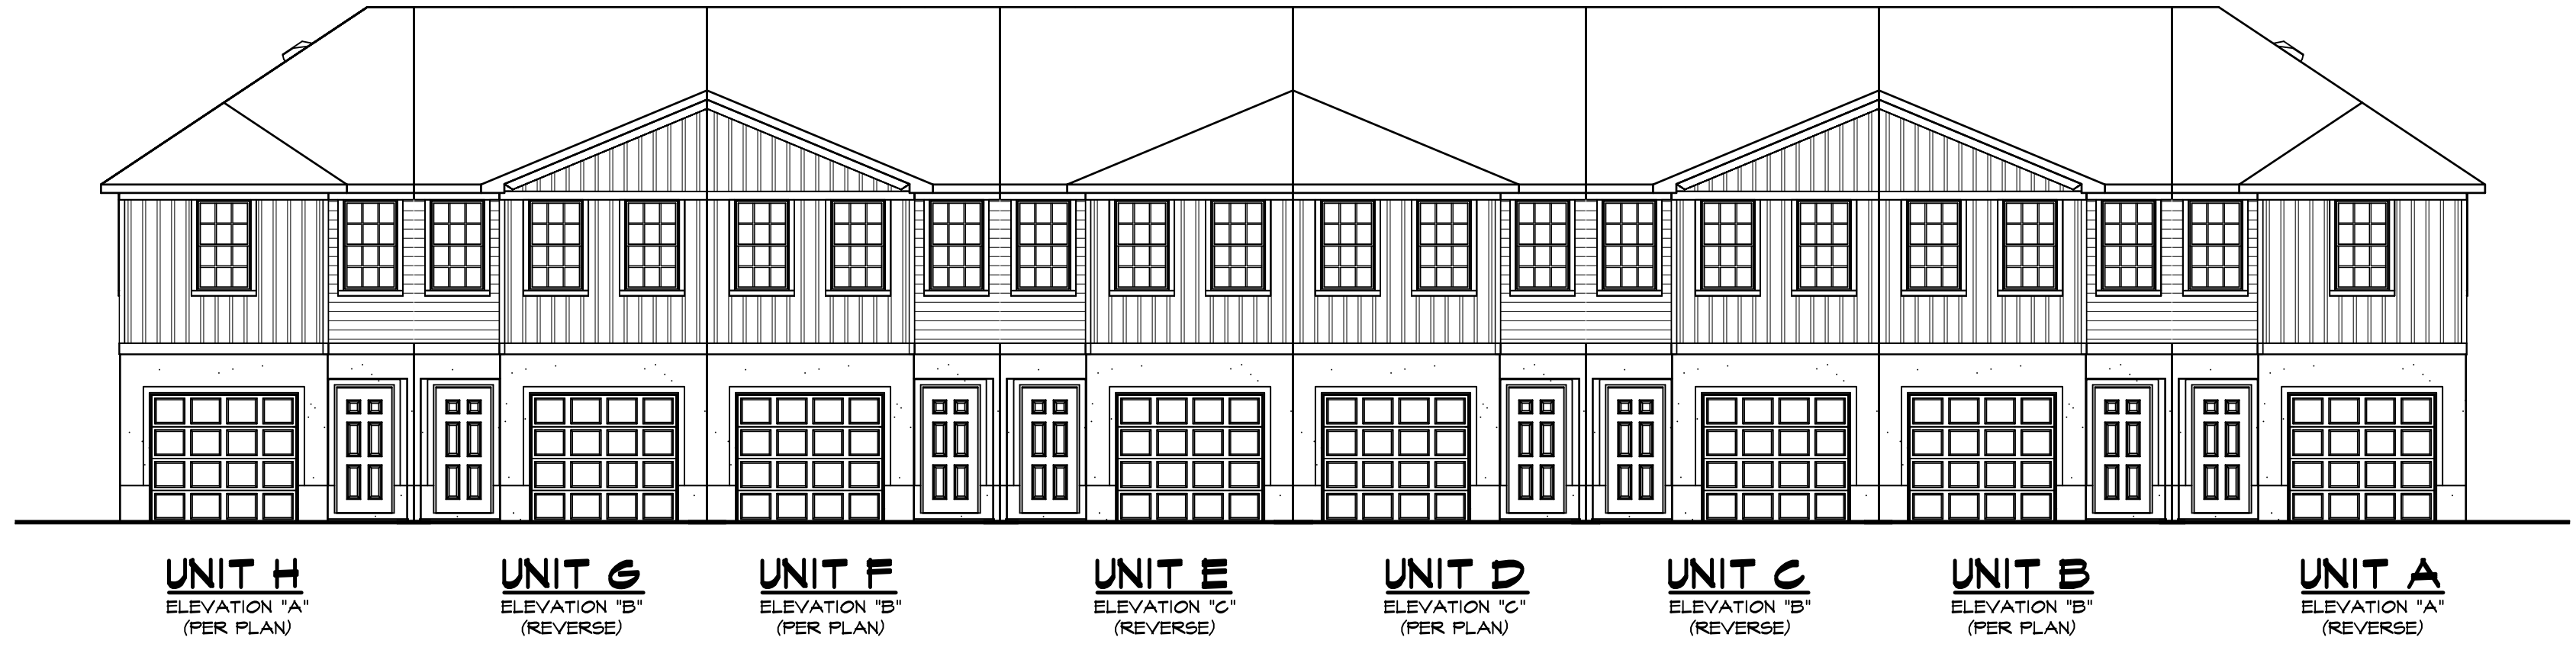 UNIT H
ELEVATION "A"
(PER PLAN)
UNIT G
ELEVATION "B"
(REVERSE)
UNIT F
ELEVATION "B"
(PER PLAN)
UNIT E
ELEVATION "C"
(REVERSE)
UNIT D
ELEVATION "C"
(PER PLAN)
UNIT C
ELEVATION "B"
(REVERSE)
UNIT B
ELEVATION "B"
(PER PLAN)
UNIT A
ELEVATION "A"
(REVERSE)